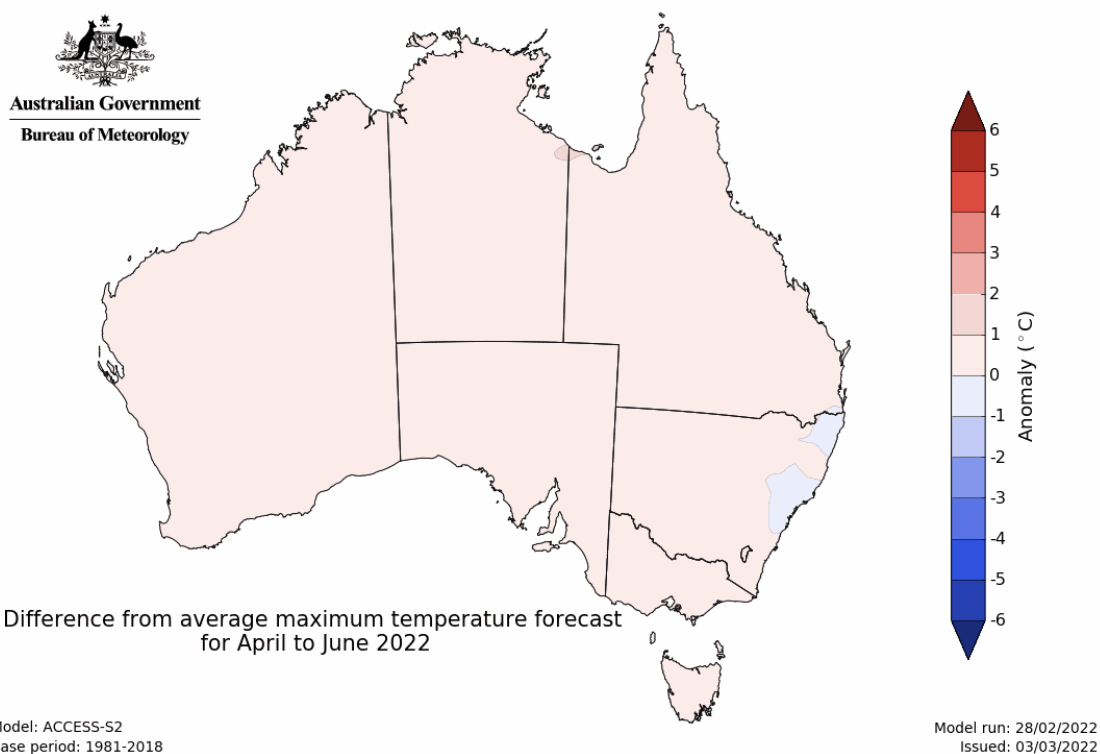 Australian Government
Bureau of Meteorology
6
5
4
3
2
1
0
-1
-2
-3
-4
-5
-6
Anomaly (°C)
Difference from average maximum temperature forecast
for April to June 2022
Model: ACCESS-S2
Base period: 1981-2018
Model run: 28/02/2022
Issued: 03/03/2022